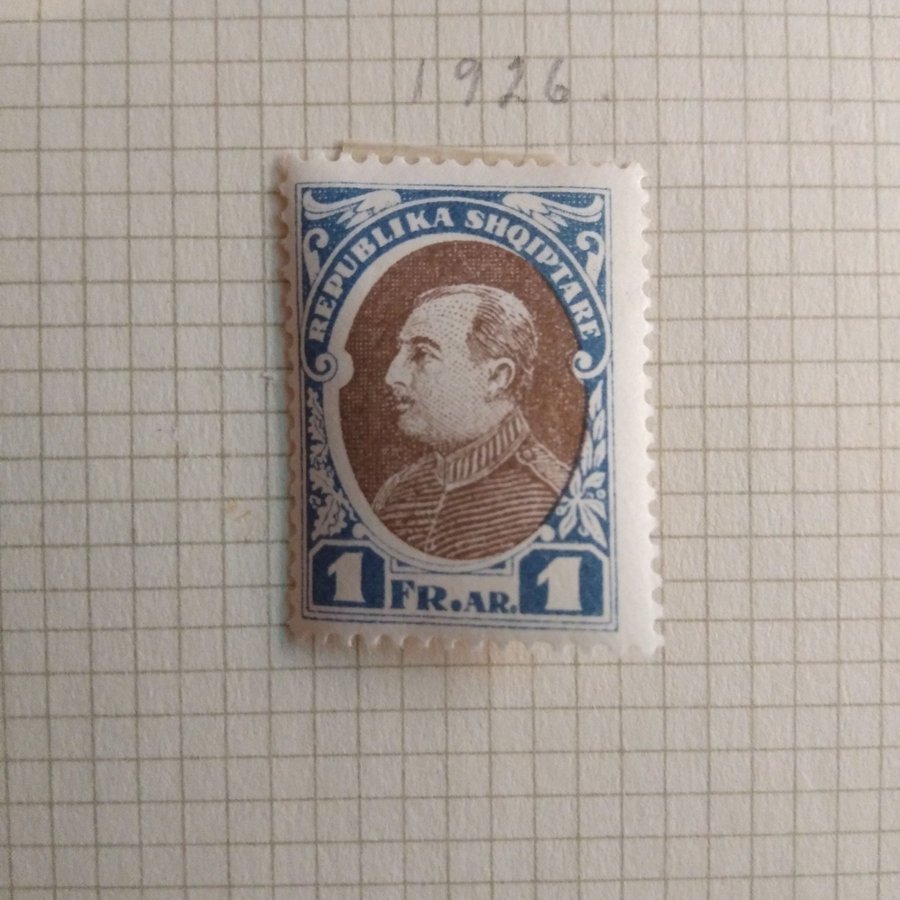 1926.
REPUBLIKA SHQIPTARE
1 FR.AR. 1